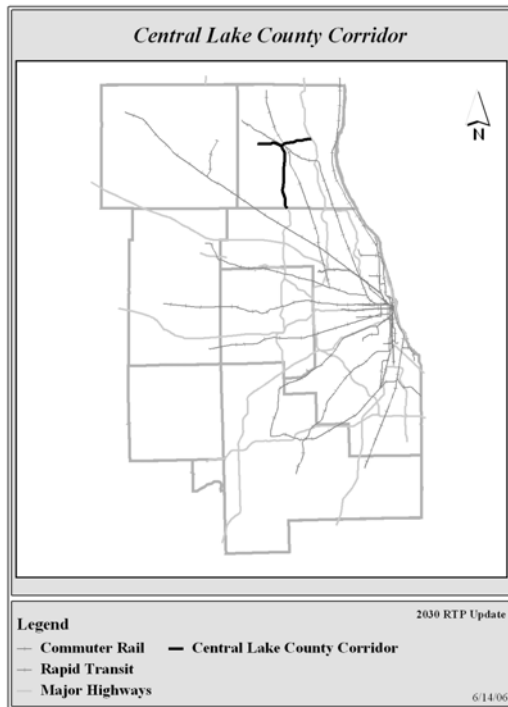 Central Lake County Corridor
N
2030 RTP Update
Legend
Commuter Rail
Central Lake County Corridor
Rapid Transit
Major Highways
6/14/06